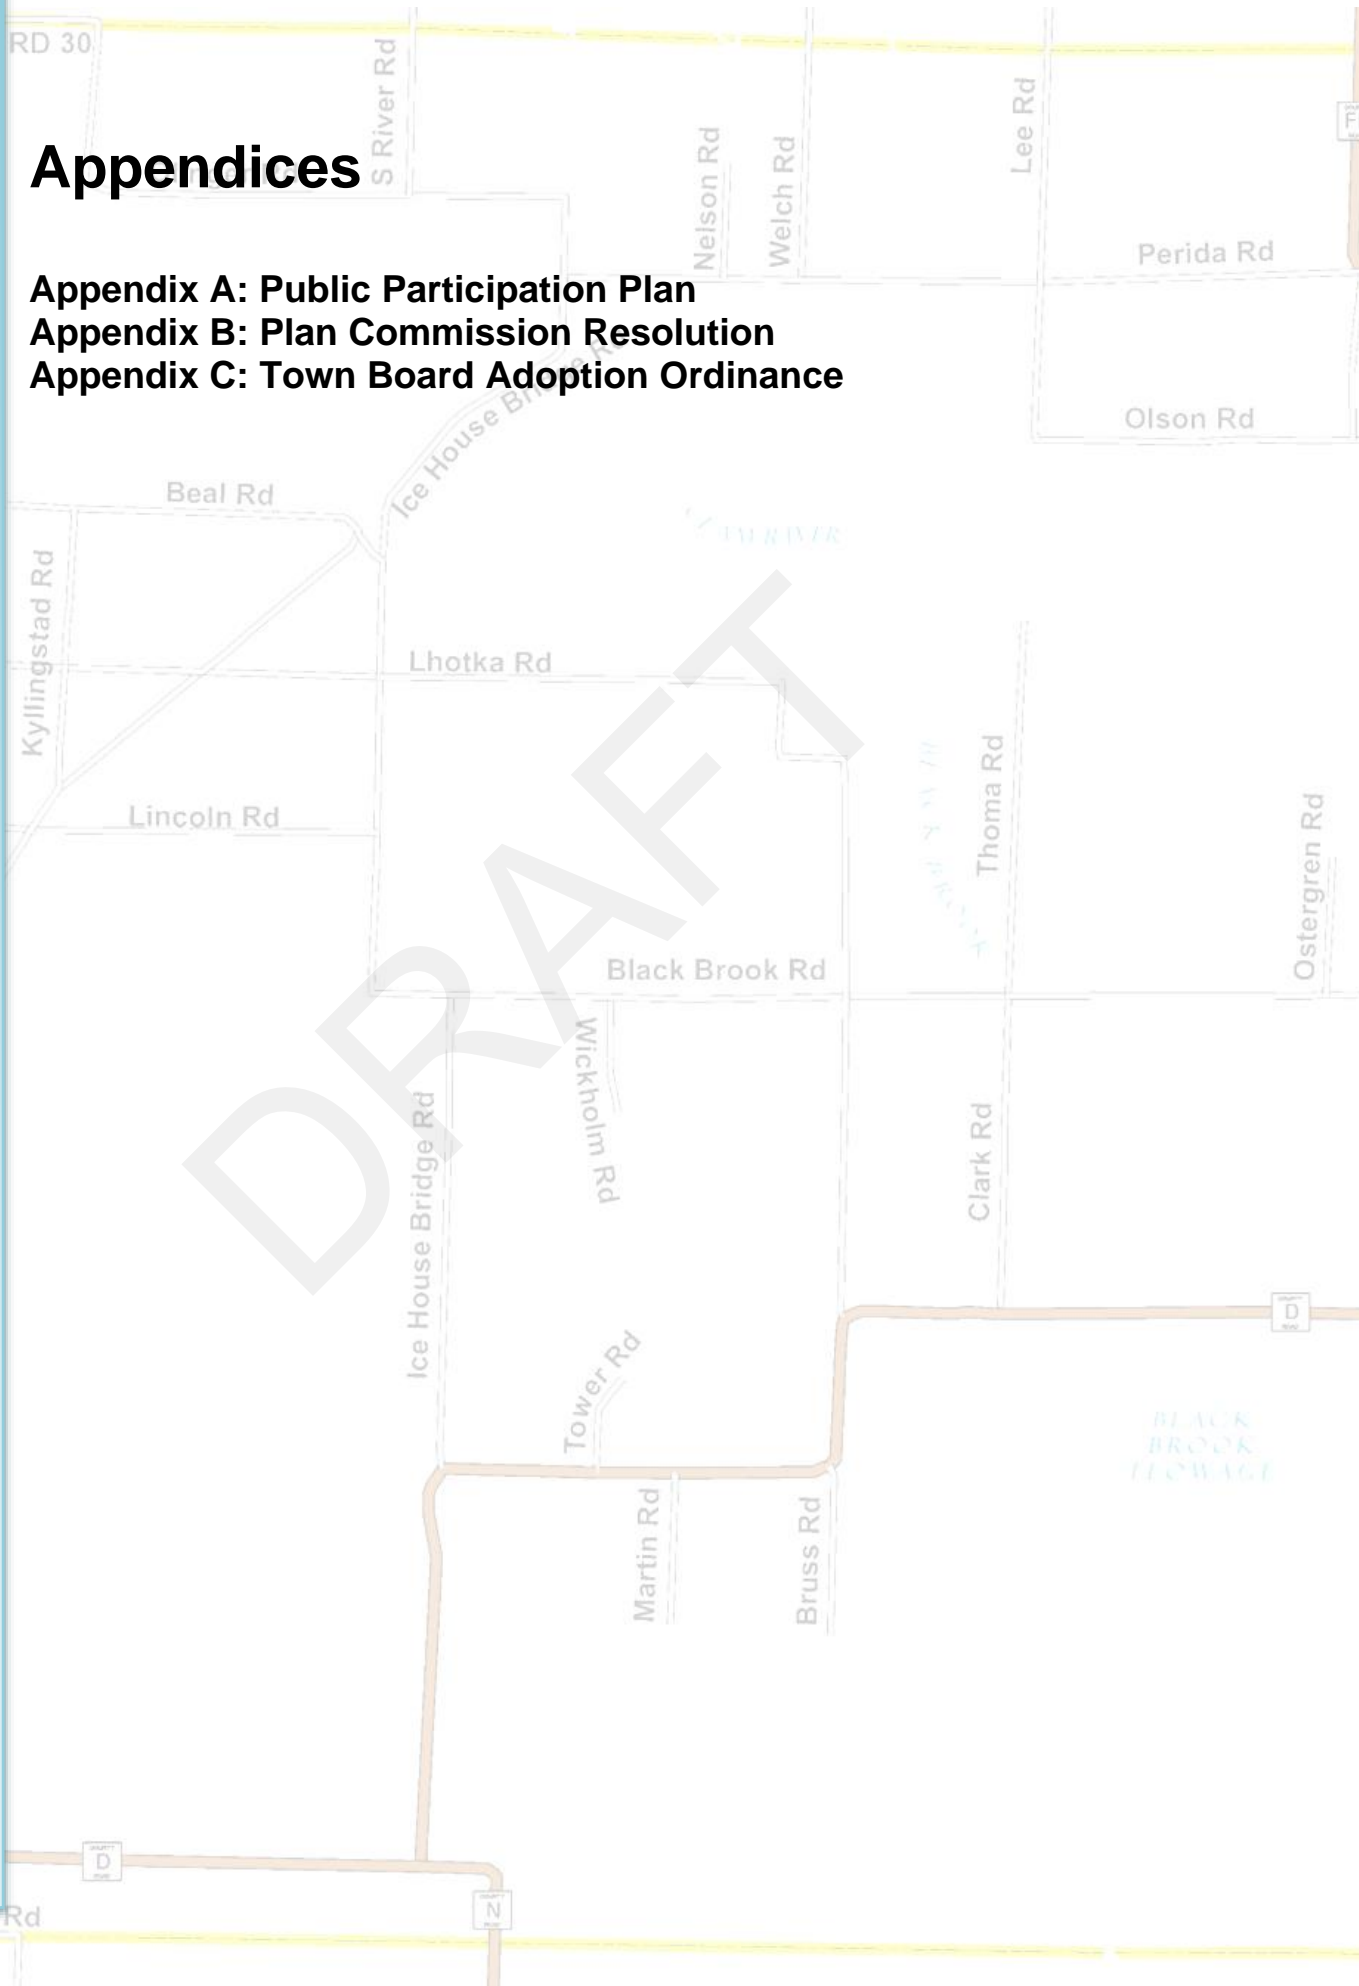 RD 30
S River Rd
Lee Rd
F
Appendices
Nelson Rd
Welch Rd
Perida Rd
Appendix A: Public Participation Plan
Appendix B: Plan Commission Resolution
Appendix C: Town Board Adoption Ordinance
Ice House Bridge Rd
Olson Rd
Beal Rd
Kyllingstad Rd
Lhotka Rd
Thoma Rd
Lincoln Rd
Ostergren Rd
DRAFT
Black Brook Rd
Wickholm Rd
Ice House Bridge Rd
Clark Rd
D
Tower Rd
BLACK
BROOK
FLOWAGE
Martin Rd
Bruss Rd
D
N
Rd